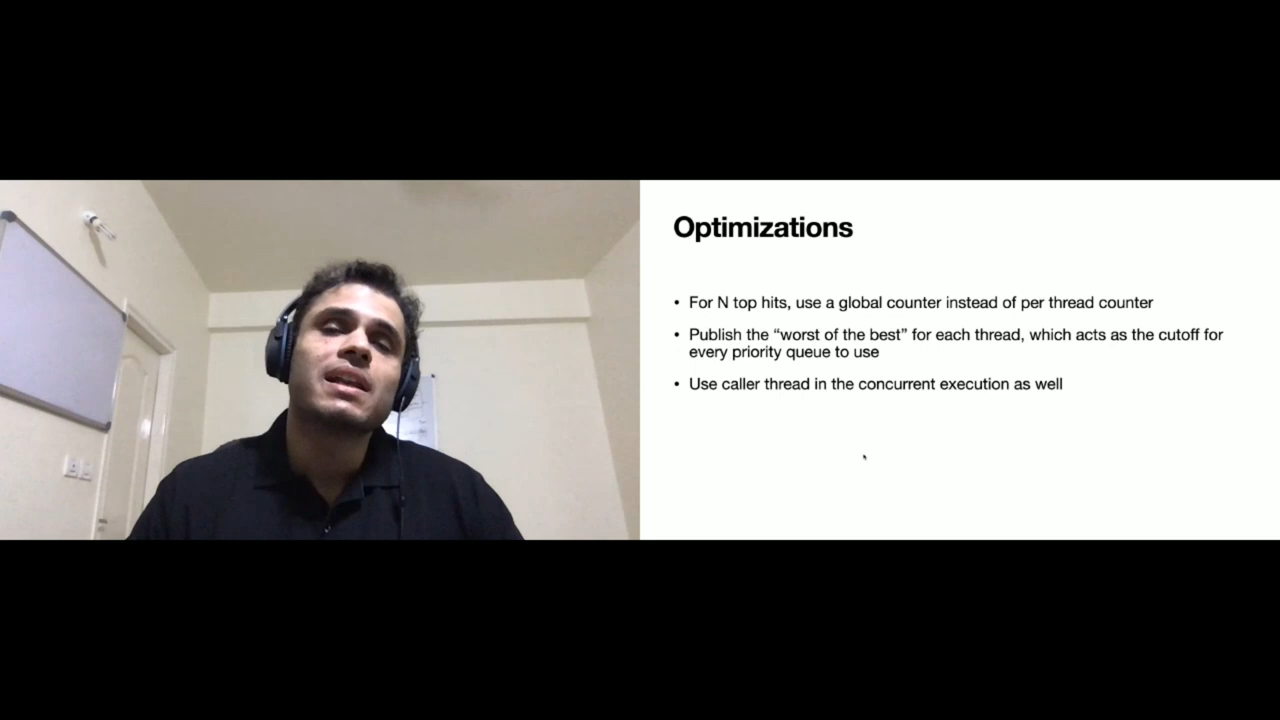 Optimizations
• For N top hits, use a global counter instead of per thread counter
• Publish the “worst of the best” for each thread, which acts as the cutoff for
every priority queue to use
• Use caller thread in the concurrent execution as well